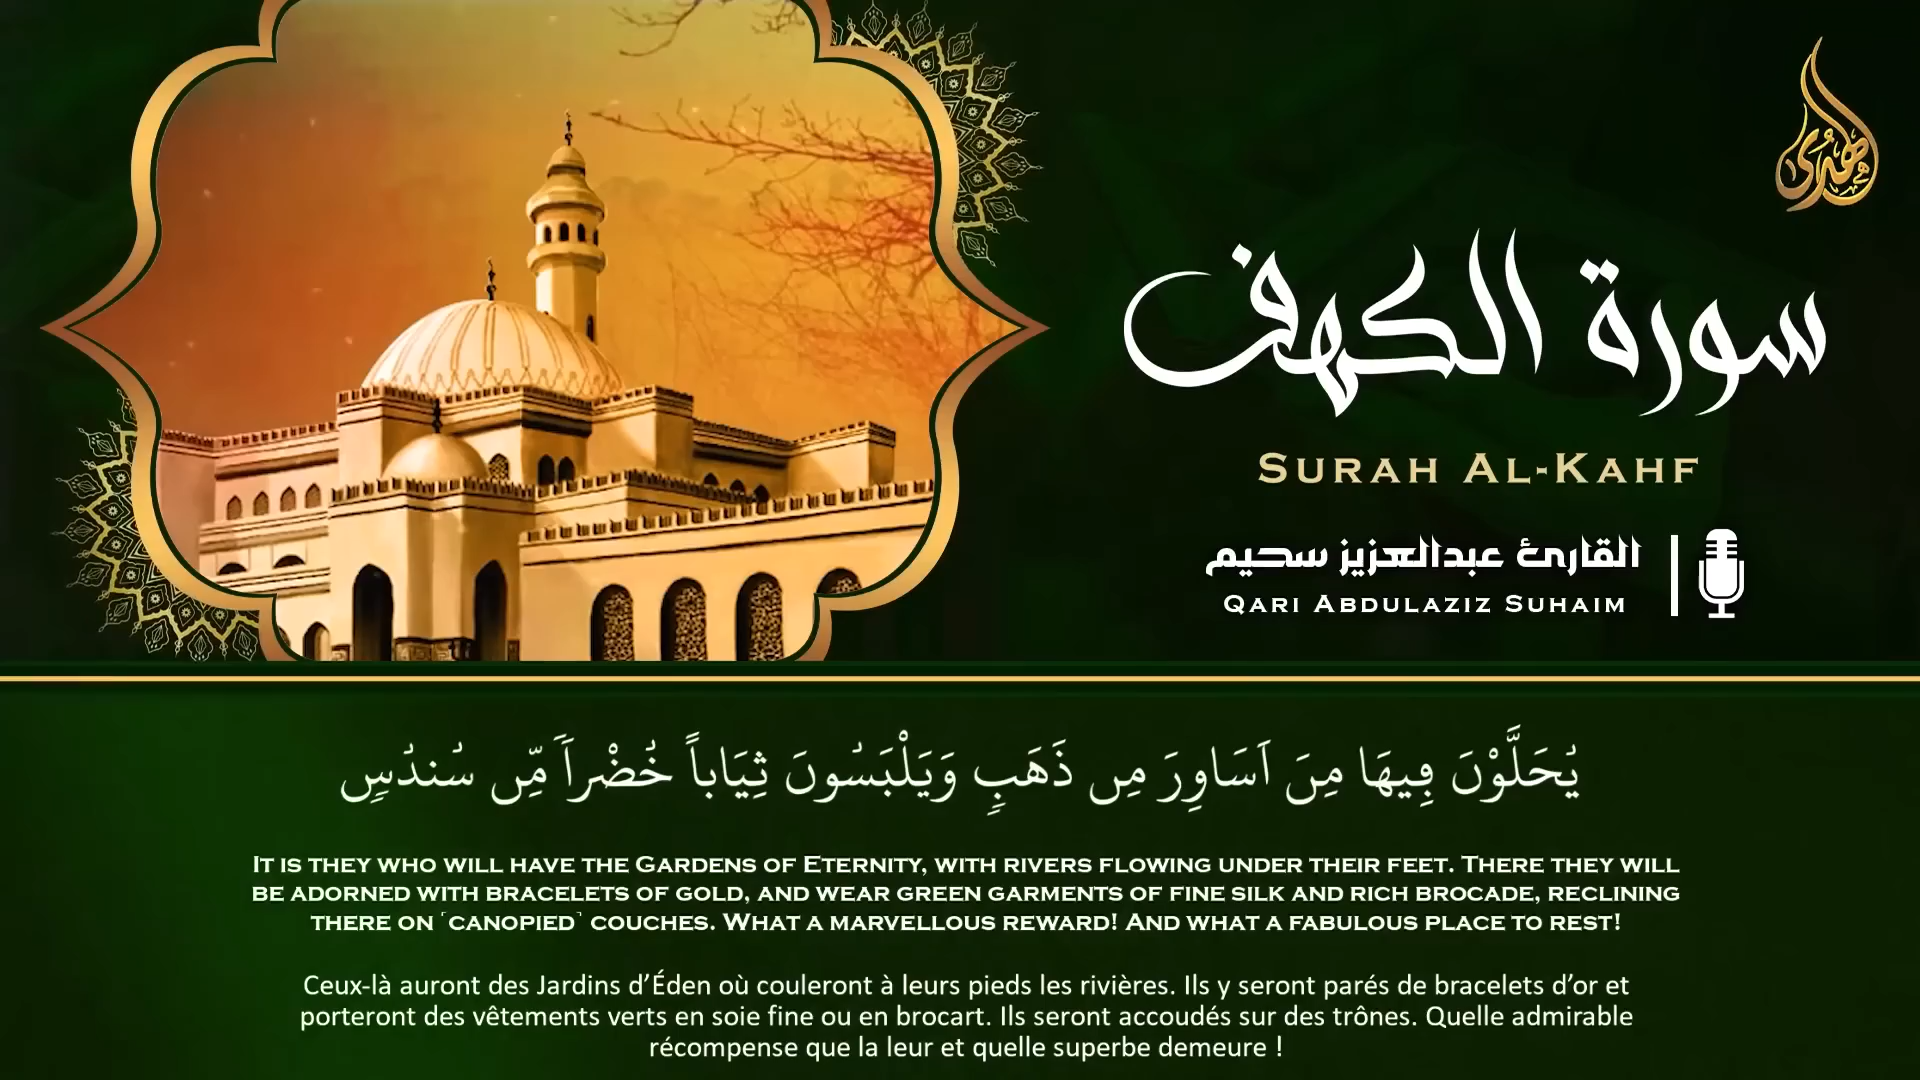 الهدى
سورة الكهف
SURAH AL-KAHF
القارئ عبدالعزيز سحيم
QARI ABDULAZIZ SUHAIM
يُحَلَّوْنَ فِيهَا مِنَ اَسَاوِرَ مِن ذَهَبٍ وَيَلْبَسُونَ ثِيَاباً خُضْراً مِّن سُندُسٍ
IT IS THEY WHO WILL HAVE THE GARDENS OF ETERNITY, WITH RIVERS FLOWING UNDER THEIR FEET. THERE THEY WILL
BE ADORNED WITH BRACELETS OF GOLD, AND WEAR GREEN GARMENTS OF FINE SILK AND RICH BROCADE, RECLINING
THERE ON ˹CANOPIED˺ COUCHES. WHAT A MARVELLOUS REWARD! AND WHAT A FABULOUS PLACE TO REST!
Ceux-là auront des Jardins d’Éden où couleront à leurs pieds les rivières. Ils y seront parés de bracelets d’or et
porteront des vêtements verts en soie fine ou en brocart. Ils seront accoudés sur des trônes. Quelle admirable
récompense que la leur et quelle superbe demeure !